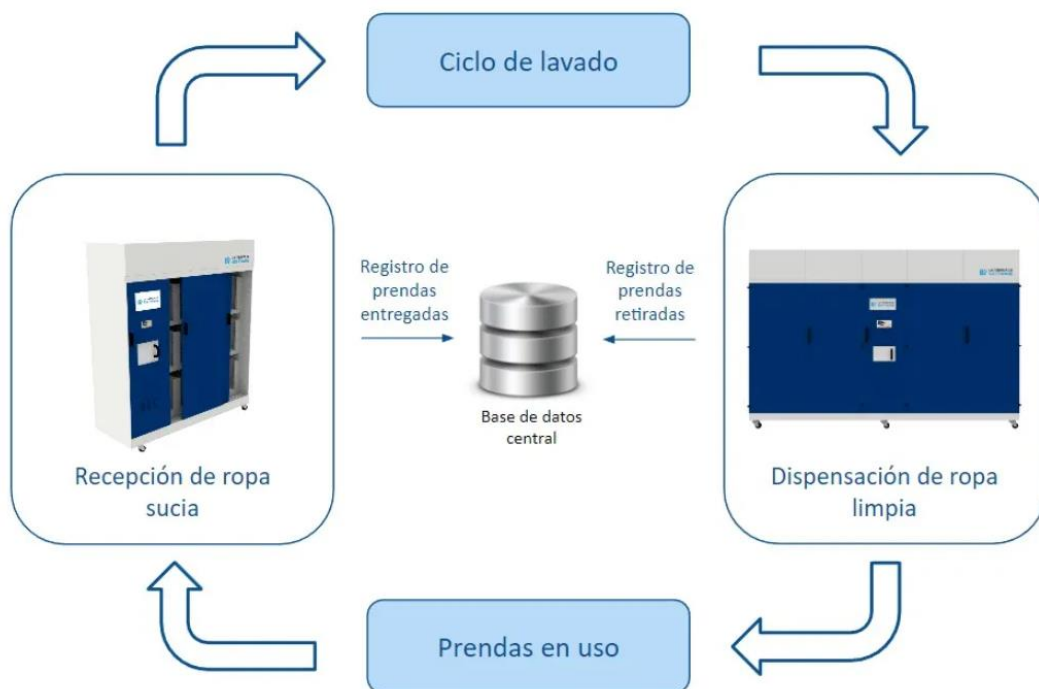 Ciclo de lavado
Registro de
prendas
entregadas
Registro de
prendas
retiradas
Base de datos
central
Recepción de ropa
sucia
Dispensación de ropa
limpia
Prendas en uso